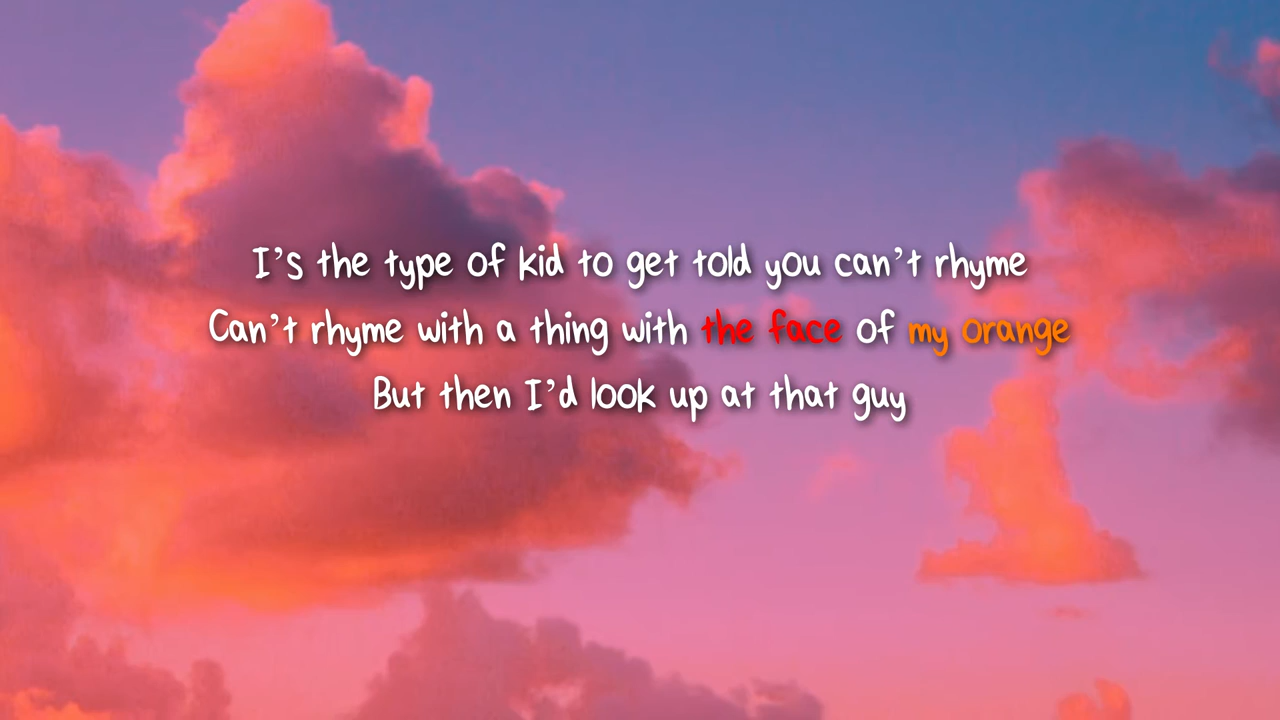 I's the type of kid to get told you can't rhyme
Can't rhyme with a thing with the face of my orange
But then I'd look up at that guy